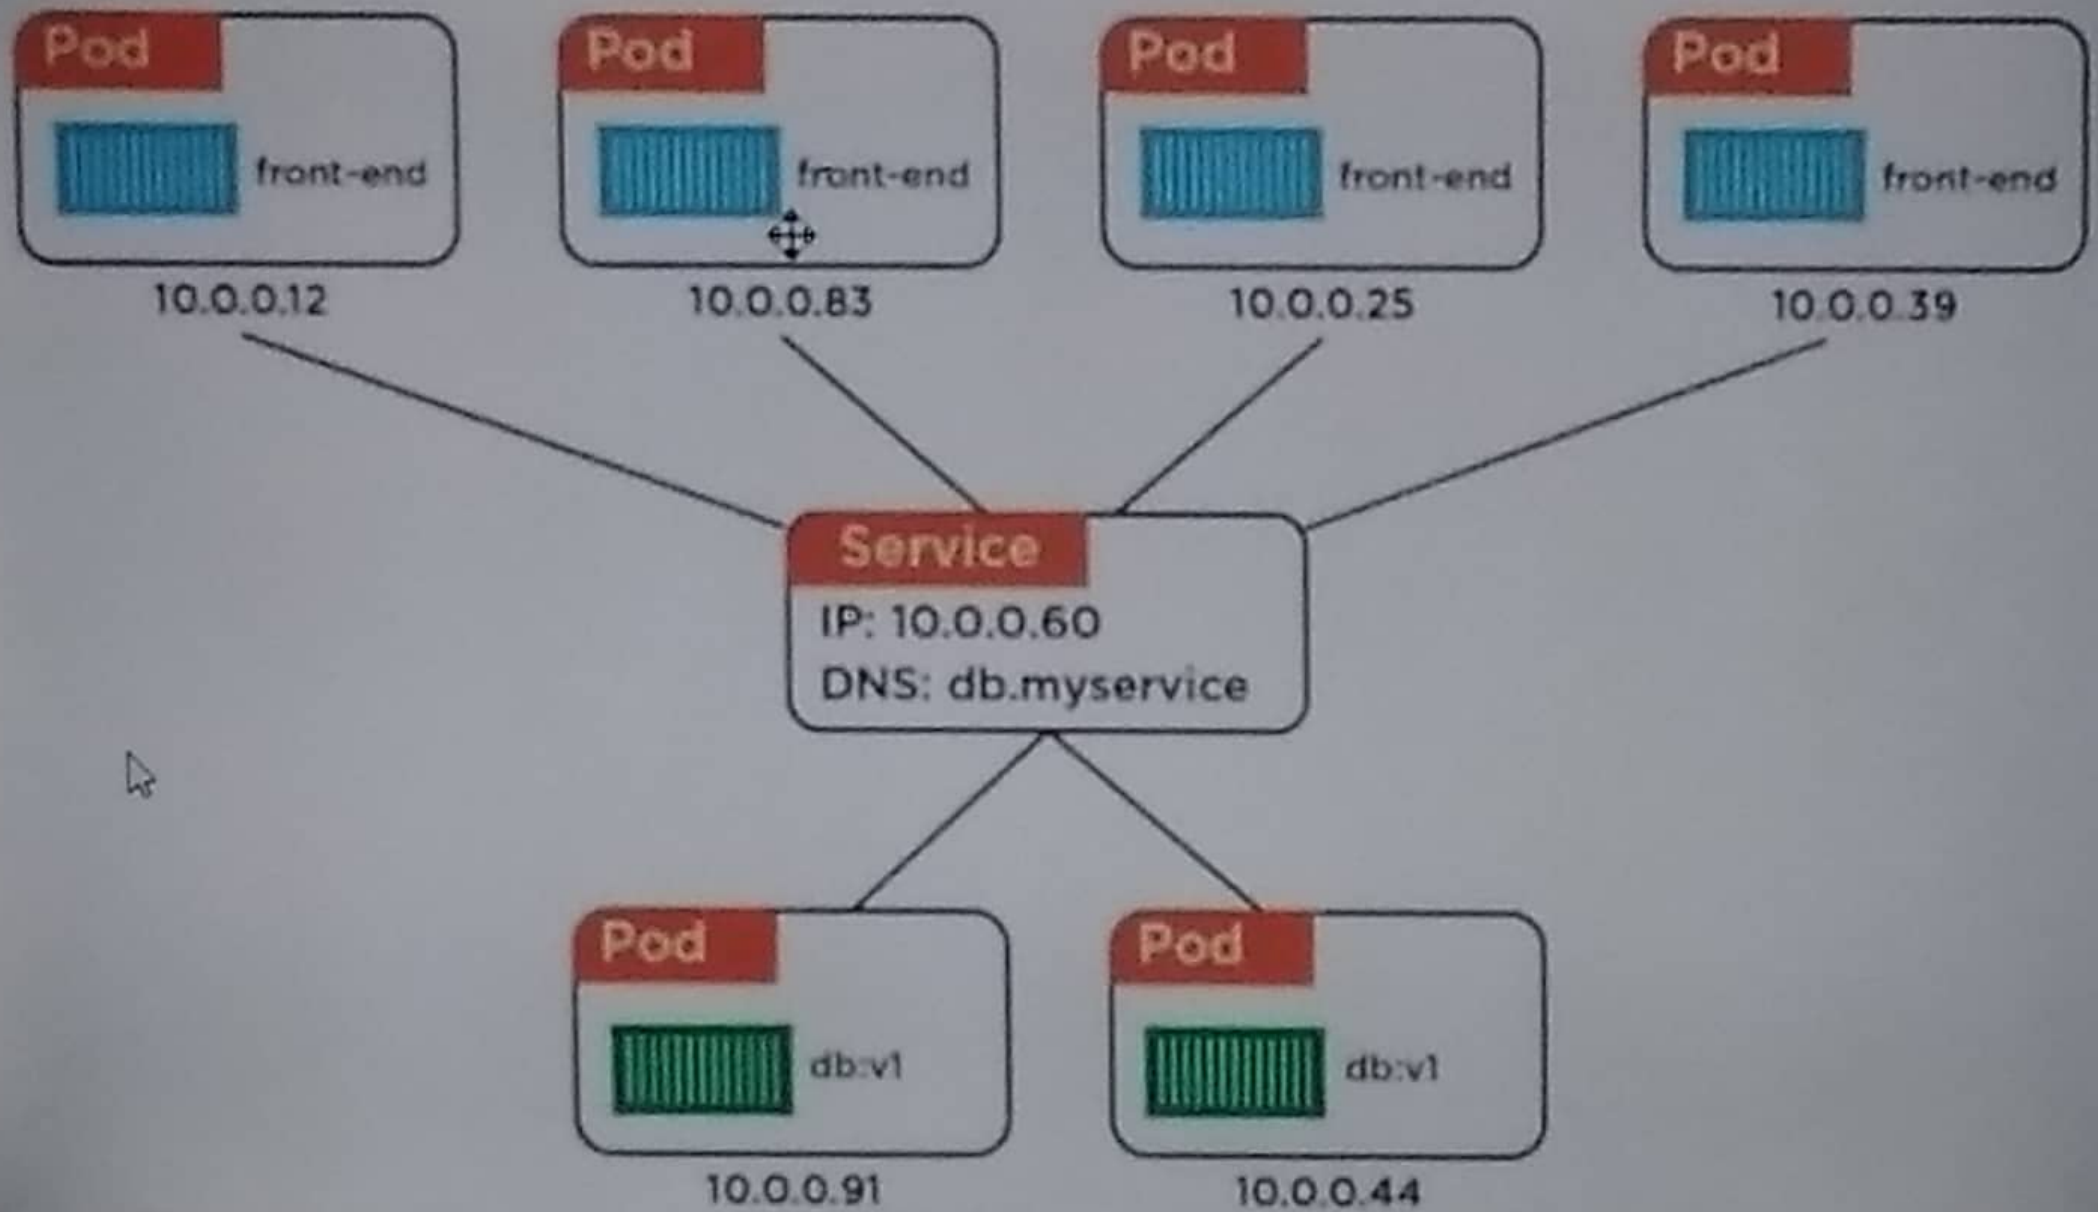 Pod
front-end
10.0.0.12
Pod
front-end
10.0.0.83
Pod
front-end
10.0.0.25
Pod
front-end
10.0.0.39
Service
IP: 10.0.0.60
DNS: db.myservice
Pod
db:v1
10.0.0.91
Pod
db:v1
10.0.0.44